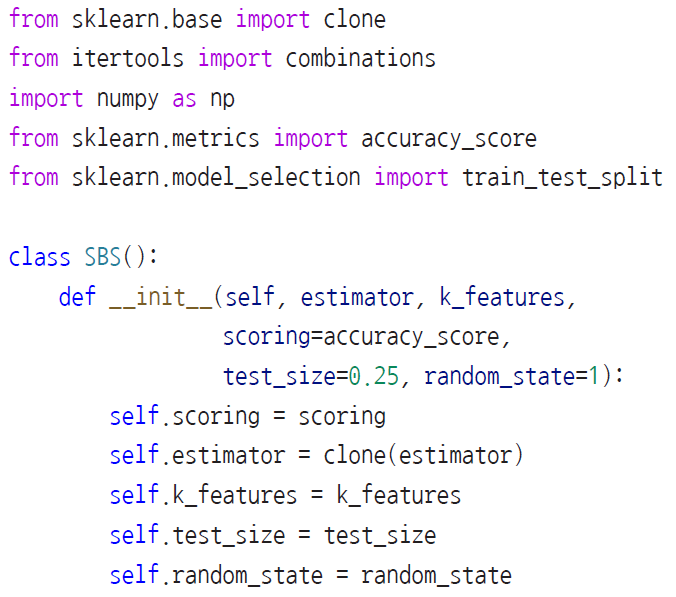 from sklearn.base import clone
from itertools import combinations
import numpy as np
from sklearn.metrics import accuracy_score
from sklearn.model_selection import train_test_split

class SBS():
    def __init__(self, estimator, k_features,
                 scoring=accuracy_score,
                 test_size=0.25, random_state=1):
        self.scoring = scoring
        self.estimator = clone(estimator)
        self.k_features = k_features
        self.test_size = test_size
        self.random_state = random_state